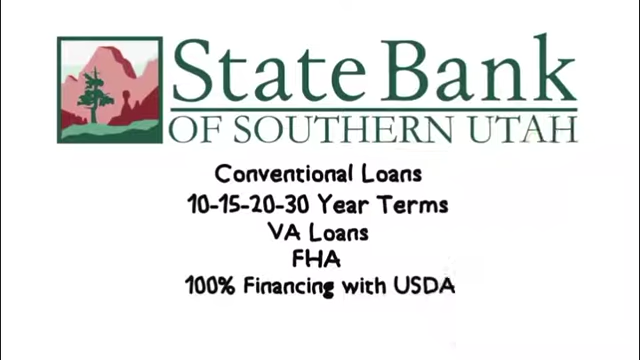 State Bank
OF SOUTHERN UTAH
Conventional Loans
10-15-20-30 Year Terms
VA Loans
FHA
100% Financing with USDA